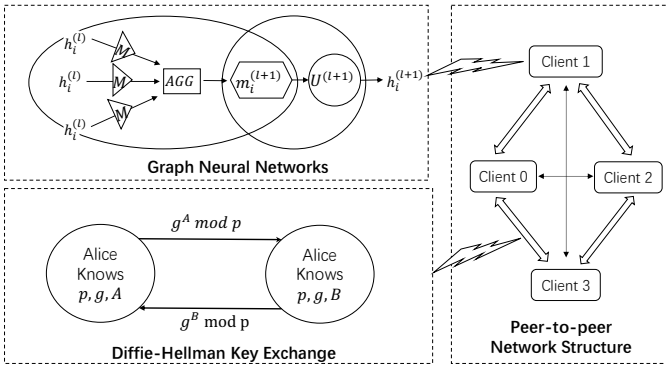 h_i^{(l)}
M
h_i^{(l)}
M
AGG
m_i^{(l+1)}
U^{(l+1)}
h_i^{(l+1)}
h_i^{(l)}
M
Graph Neural Networks
g^A mod p
Alice
Knows
p, g, A
Alice
Knows
p, g, B
g^B mod p
Diffie-Hellman Key Exchange
Client 1
Client 0
Client 2
Client 3
Peer-to-peer
Network Structure